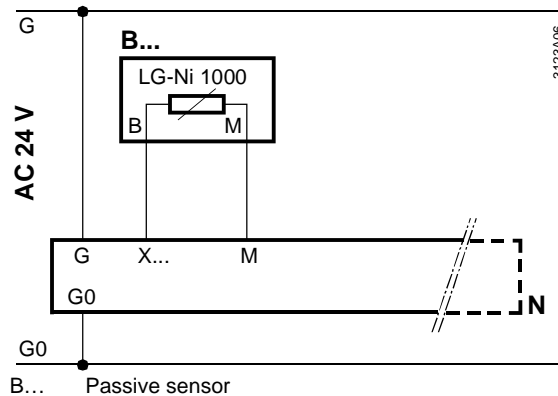 G
B...
3123A06
LG-Ni 1000
B M
AC 24 V
G X... M
G0
N
G0
B... Passive sensor